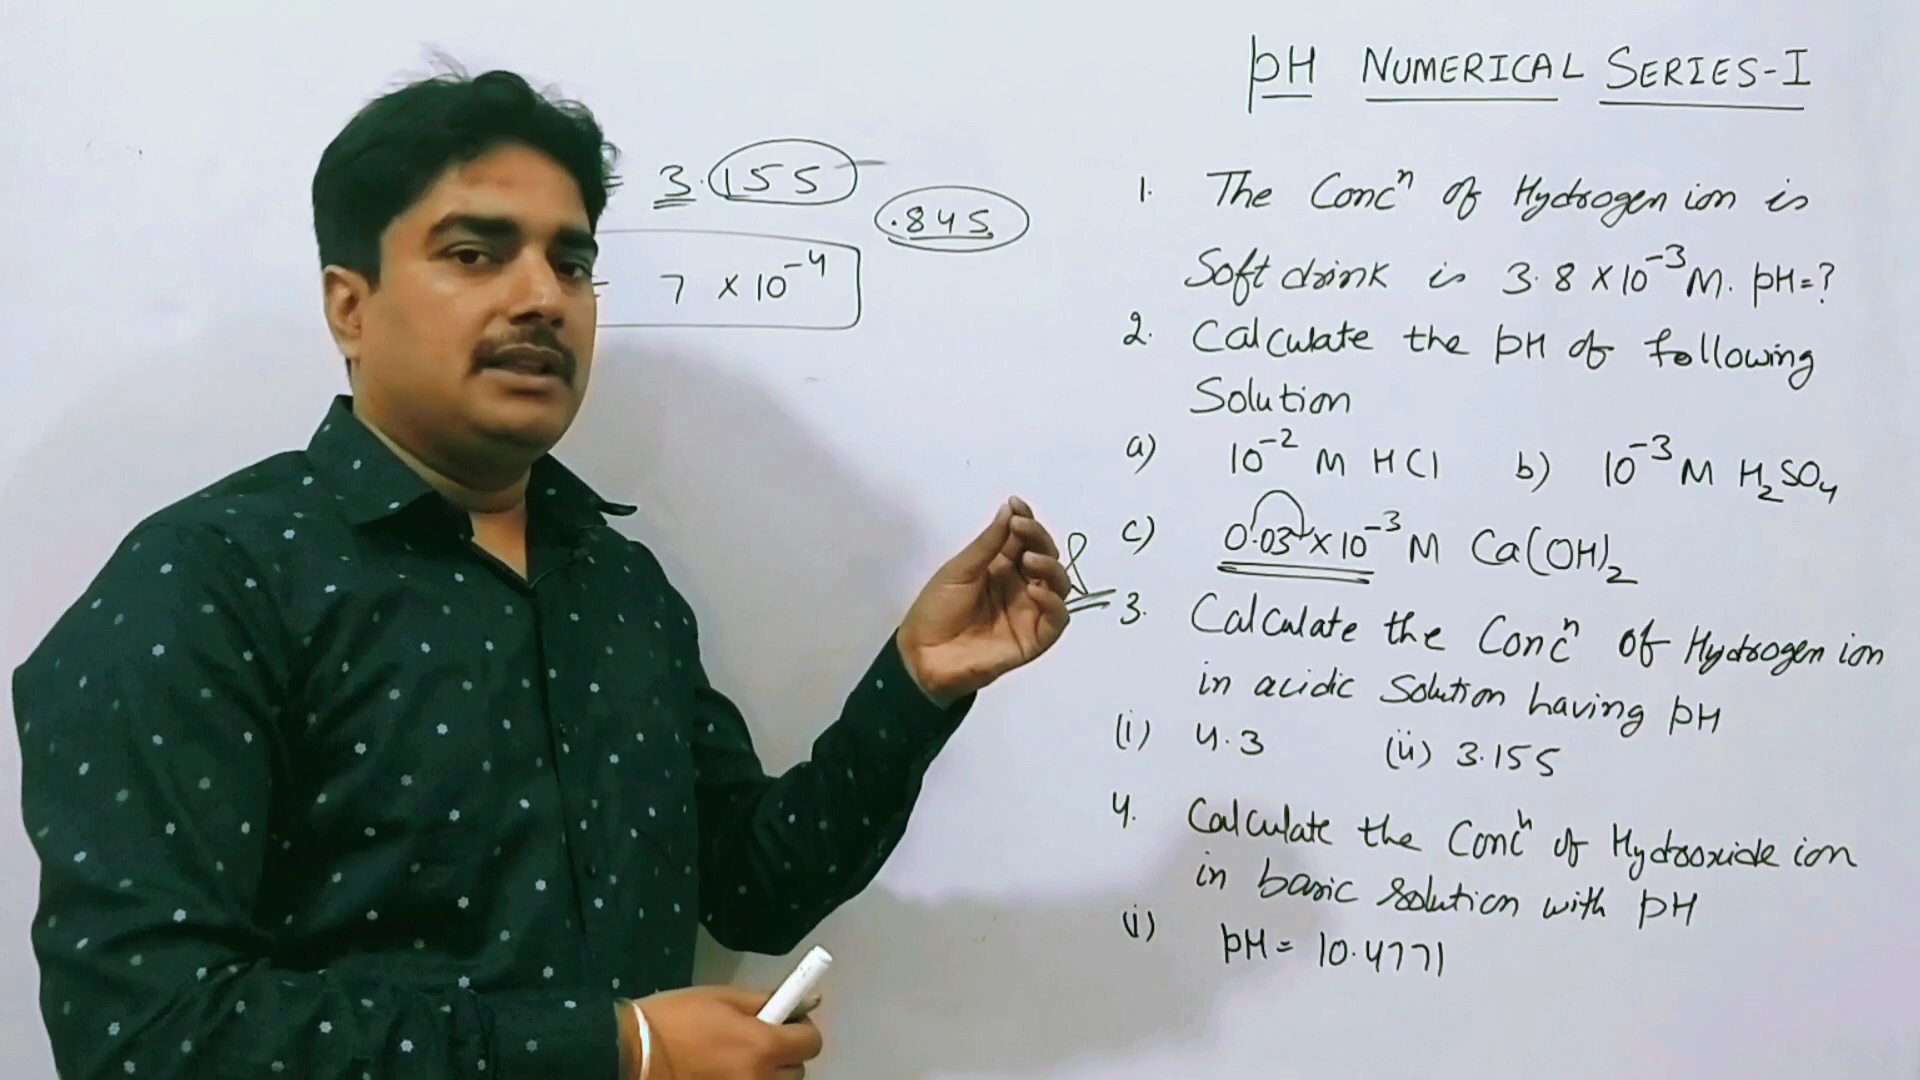 pH NUMERICAL SERIES-I
= 3.155
.845
= 7 × 10⁻⁴
1. The Concⁿ of Hydrogen ion is
Soft drink is 3.8 × 10⁻³ M. pH = ?
2. Calculate the pH of following
Solution
a) 10⁻² M HCl b) 10⁻³ M H₂SO₄
c) 0.03 × 10⁻³ M Ca(OH)₂
3. Calculate the Concⁿ of Hydrogen ion
in acidic Solution having pH
(i) 4.3 (ii) 3.155
4. Calculate the Concⁿ of Hydrooxide ion
in basic solution with pH
(i) pH = 10.4771